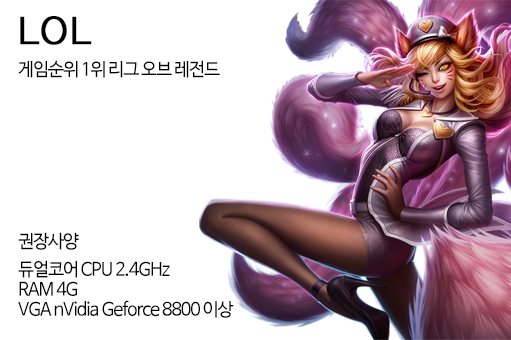 LOL
게임순위 1위 리그 오브 레전드
권장사양
듀얼코어 CPU 2.4GHz
RAM 4G
VGA nVidia Geforce 8800 이상